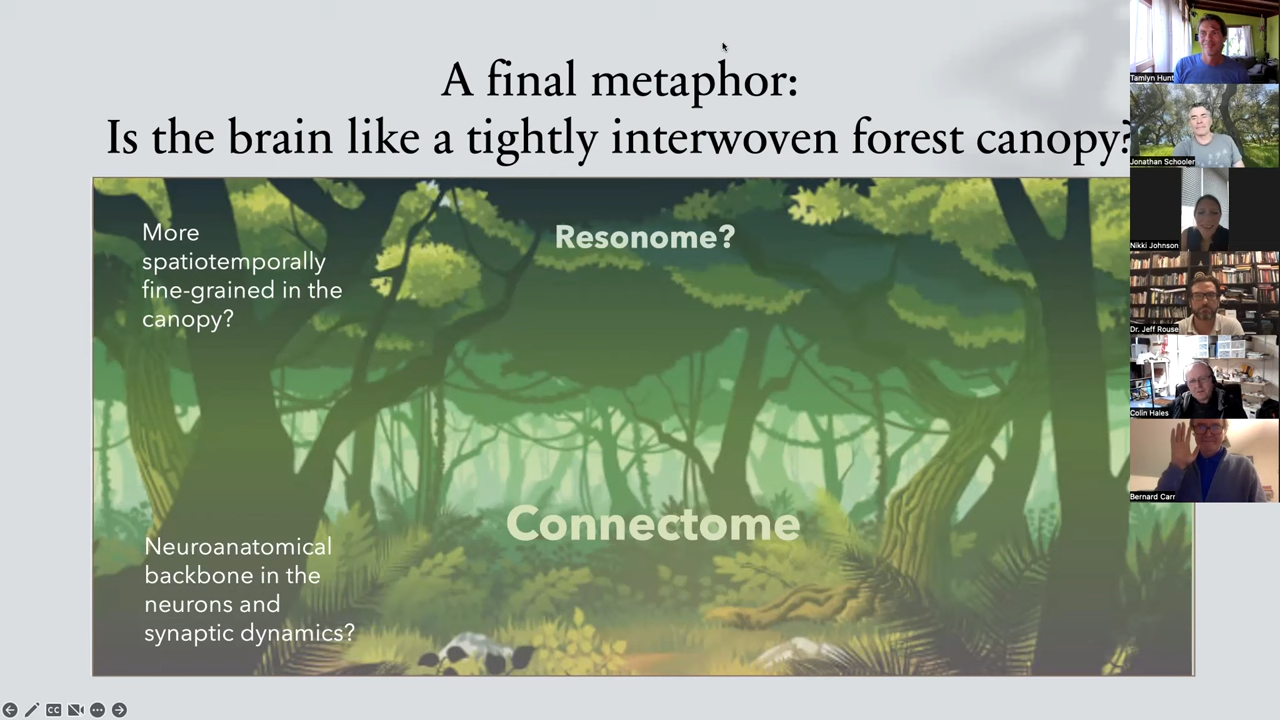 A final metaphor:
Is the brain like a tightly interwoven forest canopy?
More
spatiotemporally
fine-grained in the
canopy?
Resonome?
Connectome
Neuroanatomical
backbone in the
neurons and
synaptic dynamics?
Tamlyn Hunt
Jonathan Schooler
Nikki Johnson
Dr. Jeff Rouse
Colin Hales
Bernard Carr
CC